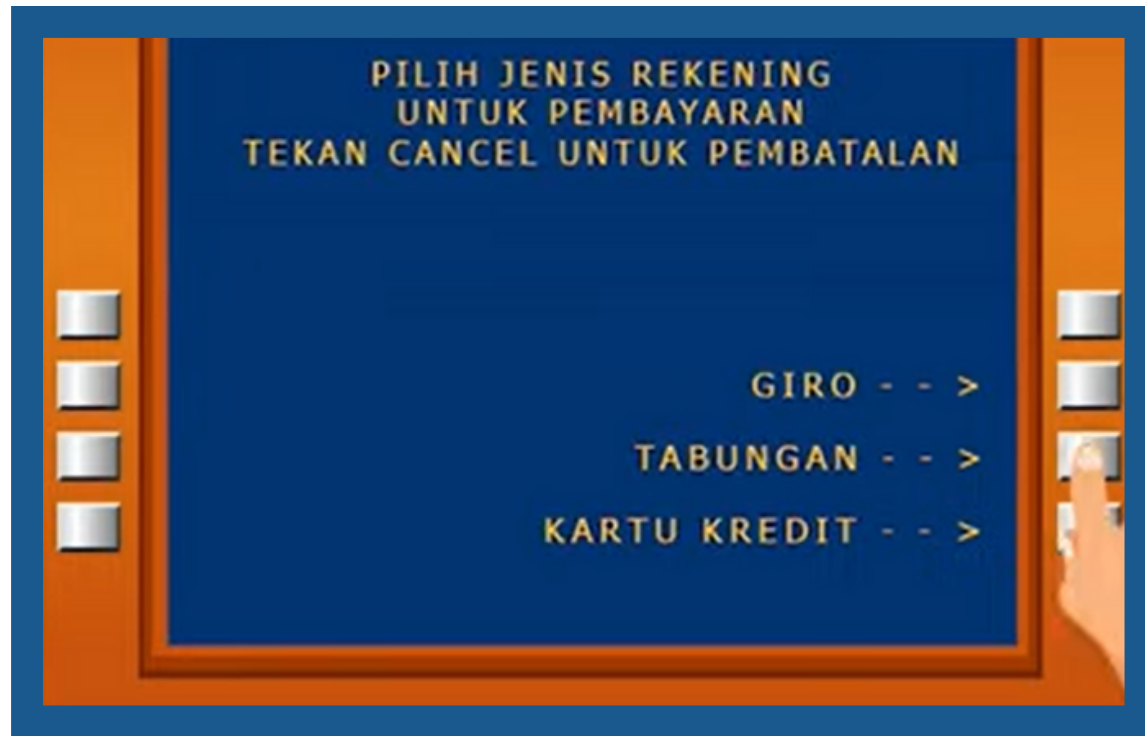 PILIH JENIS REKENING
UNTUK PEMBAYARAN
TEKAN CANCEL UNTUK PEMBATALAN
GIRO - - >
TABUNGAN - - >
KARTU KREDIT - - >